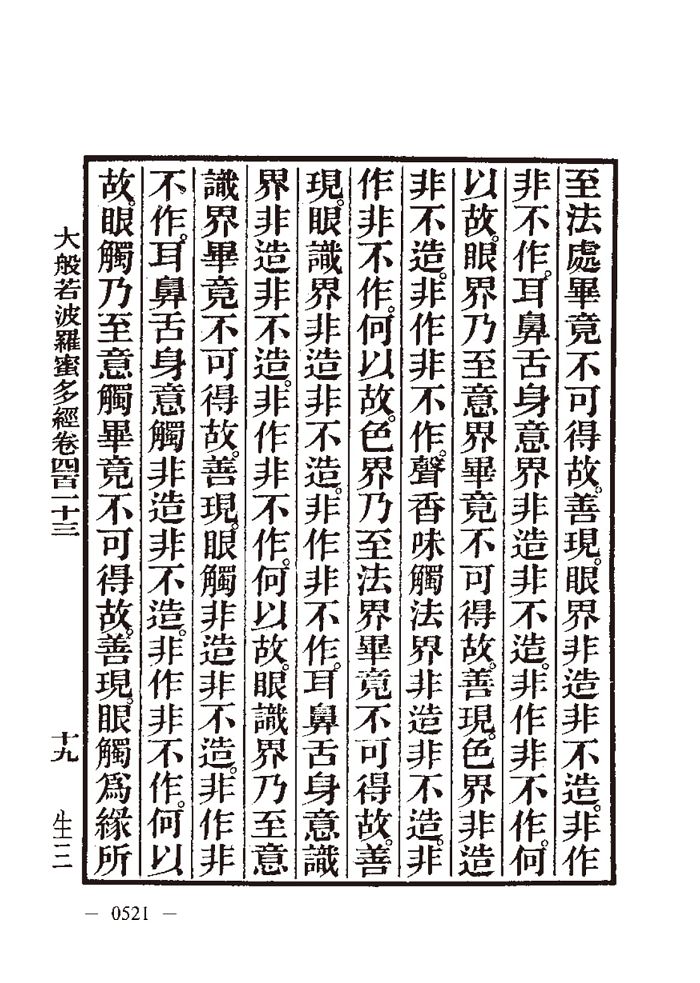 至法處畢竟不可得故。善現。眼界非造非不造。非作
非不作。耳鼻舌身意界非造非不造。非作非不作。何
以故。眼界乃至意界畢竟不可得故。善現。色界非造
非不造。非作非不作。聲香味觸法界非造非不造。非
作非不作。何以故。色界乃至法界畢竟不可得故。善
現。眼識界非造非不造。非作非不作。耳鼻舌身意識
界非造非不造。非作非不作。何以故。眼識界乃至意
識界畢竟不可得故。善現。眼觸非造非不造。非作非
不作。耳鼻舌身意觸非造非不造。非作非不作。何以
故。眼觸乃至意觸畢竟不可得故。善現。眼觸為緣所
大般若波羅蜜多經卷四百二十三 十九 生三
— 0521 —